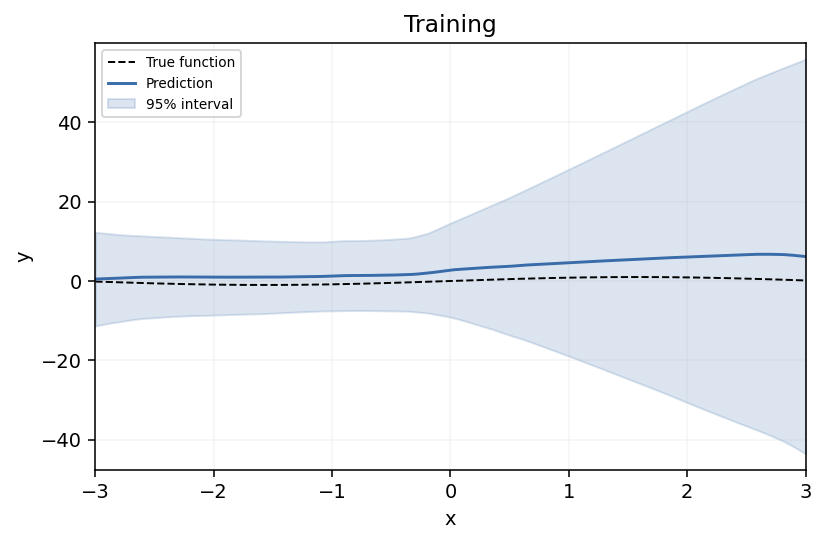 Training
True function
Prediction
95% interval
40
20
0
−20
−40
y
−3
−2
−1
0
1
2
3
x